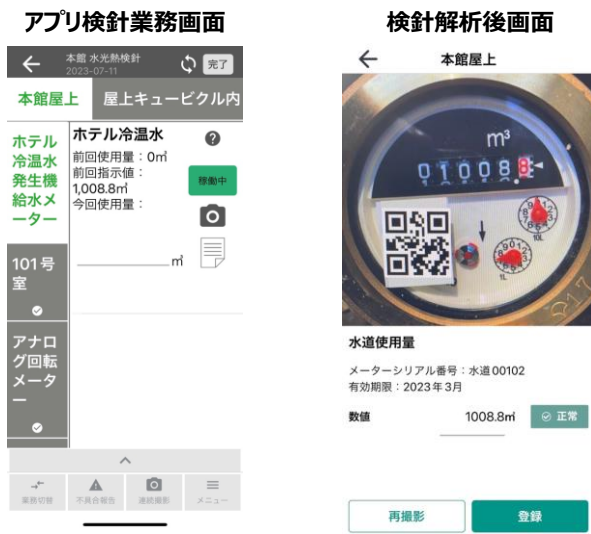 アプリ検針業務画面
本館 水光熱検針
2023-07-11
完了
本館屋上
屋上キュービクル内
ホテル
冷温水
発生機
給水メ
ーター
101号
室
アナロ
グ回転
メータ
ー
ホテル冷温水
前回使用量：0㎥
前回指示値：
1,008.8㎥
今回使用量：
?
稼働中
㎥
業務切替
不具合報告
連続撮影
メニュー
検針解析後画面
本館屋上
m³
010088
10L
1L
水道使用量
メーターシリアル番号：水道00102
有効期限：2023年3月
数値
1008.8㎥
正常
再撮影
登録